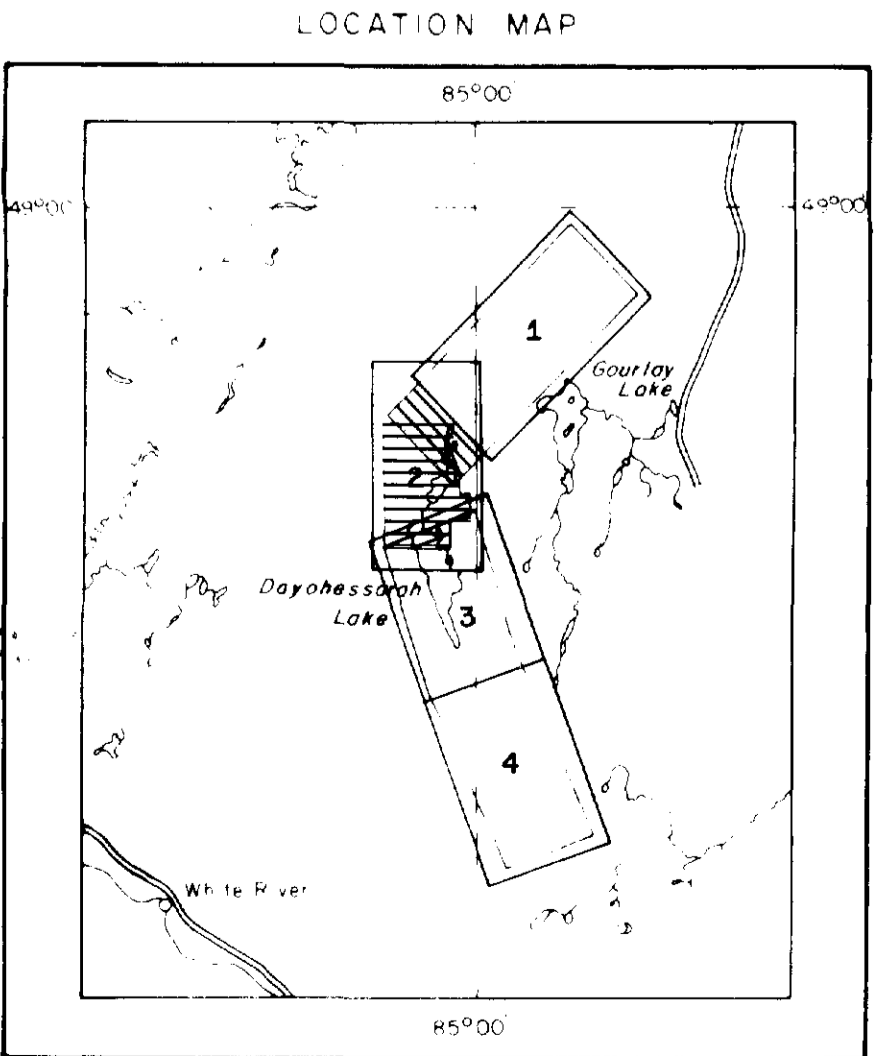 LOCATION MAP
85°00'
49°00' 49°00'
1
Gourlay
Lake
2
Dayohessarah
Lake
3
4
White River
85°00'